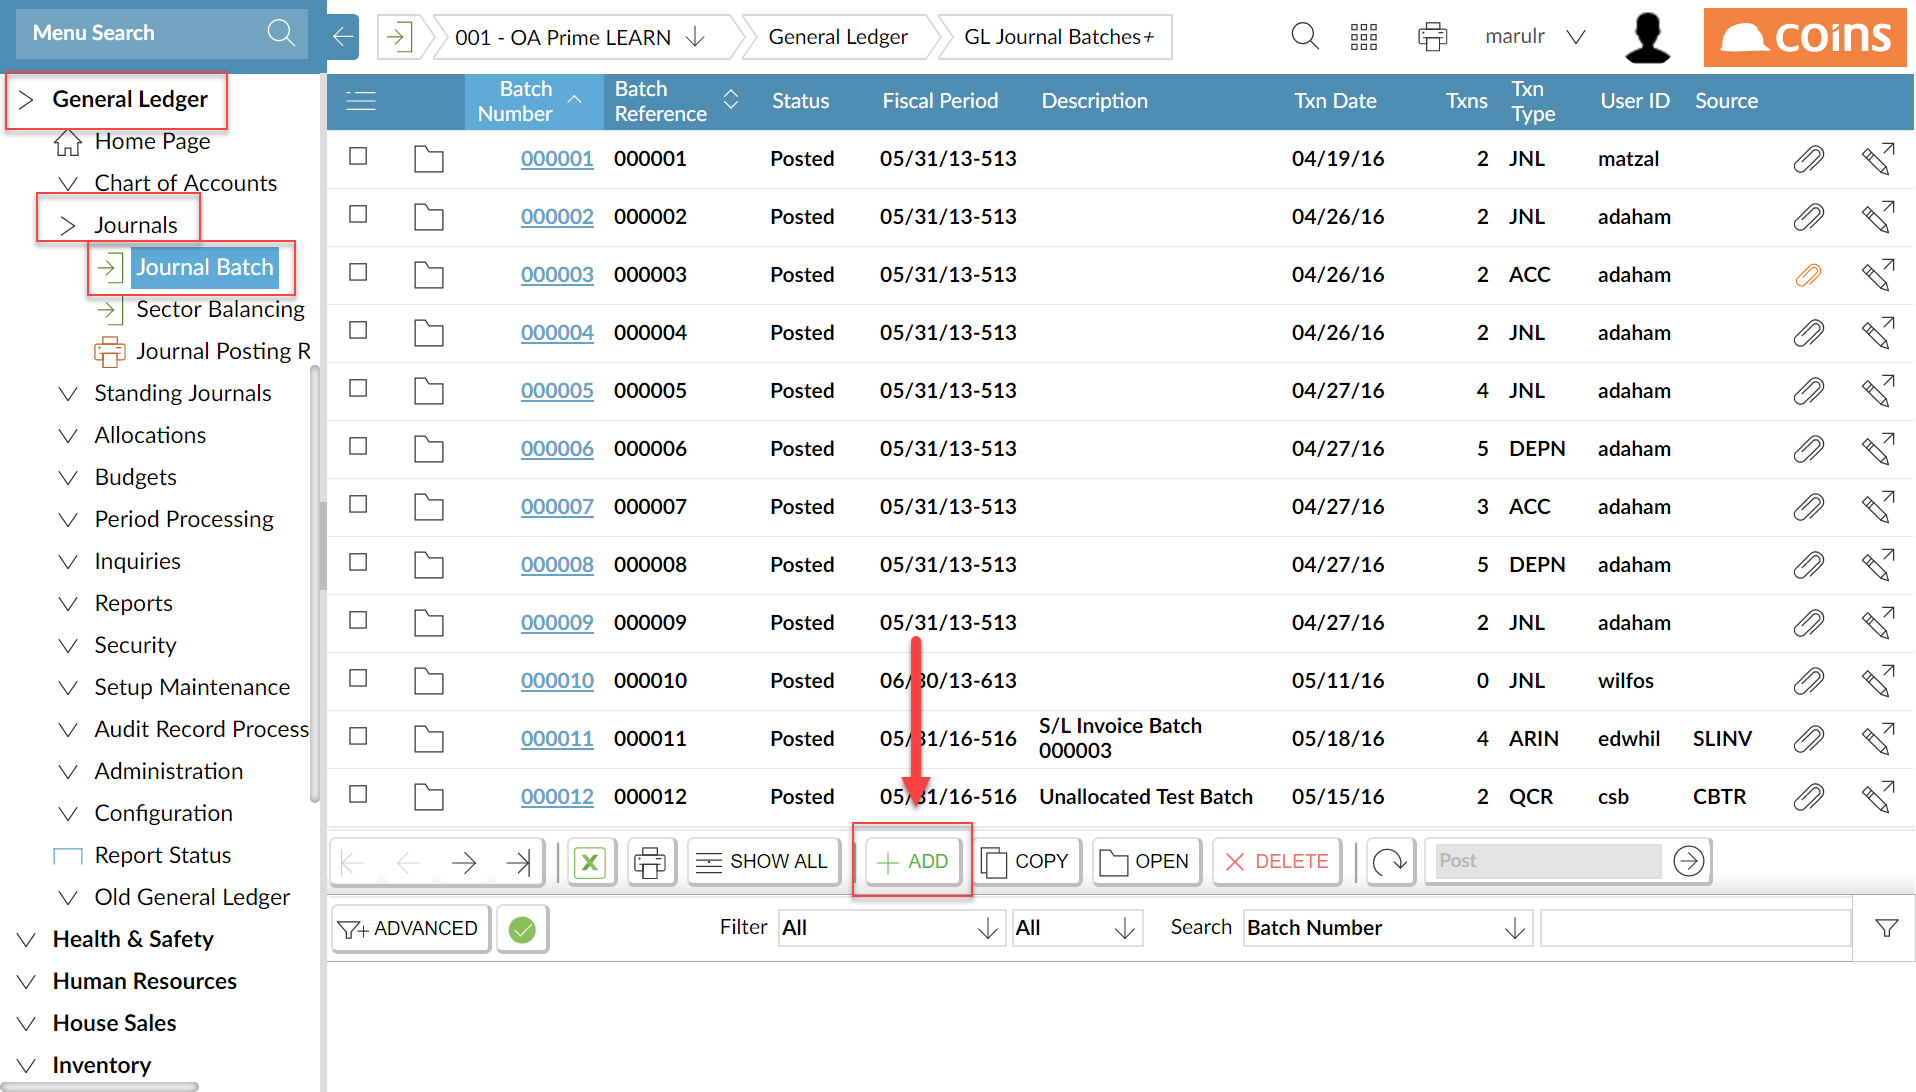 Menu Search
001 - OA Prime LEARN
General Ledger
GL Journal Batches+
marulr
coins
General Ledger
Home Page
Chart of Accounts
Journals
Journal Batch
Sector Balancing
Journal Posting R
Standing Journals
Allocations
Budgets
Period Processing
Inquiries
Reports
Security
Setup Maintenance
Audit Record Process
Administration
Configuration
Report Status
Old General Ledger
Health & Safety
Human Resources
House Sales
Inventory
Batch Number Batch Reference Status Fiscal Period Description Txn Date Txns Txn Type User ID Source
000001 000001 Posted 05/31/13-513 04/19/16 2 JNL matzal
000002 000002 Posted 05/31/13-513 04/26/16 2 JNL adaham
000003 000003 Posted 05/31/13-513 04/26/16 2 ACC adaham
000004 000004 Posted 05/31/13-513 04/26/16 2 JNL adaham
000005 000005 Posted 05/31/13-513 04/27/16 4 JNL adaham
000006 000006 Posted 05/31/13-513 04/27/16 5 DEPN adaham
000007 000007 Posted 05/31/13-513 04/27/16 3 ACC adaham
000008 000008 Posted 05/31/13-513 04/27/16 5 DEPN adaham
000009 000009 Posted 05/31/13-513 04/27/16 2 JNL adaham
000010 000010 Posted 06/30/13-613 05/11/16 0 JNL wilfos
000011 000011 Posted 05/31/16-516 S/L Invoice Batch 000003 05/18/16 4 ARIN edwhil SLINV
000012 000012 Posted 05/31/16-516 Unallocated Test Batch 05/15/16 2 QCR csb CBTR
X SHOW ALL ADD COPY OPEN DELETE Post
ADVANCED Filter All All Search Batch Number